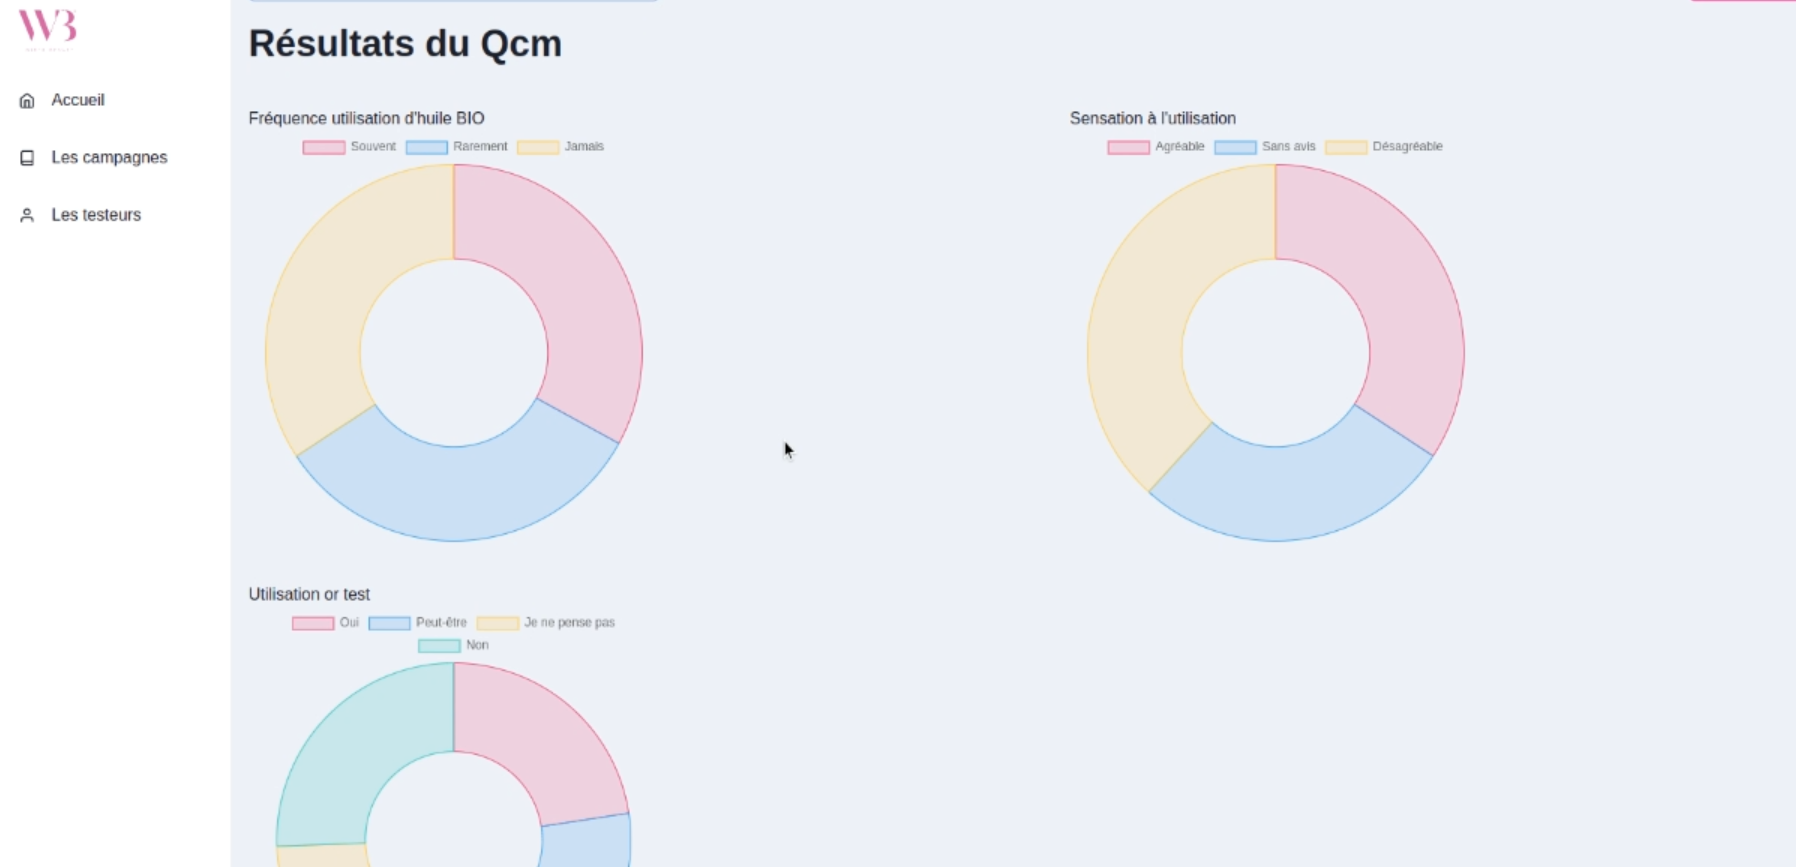 W3
Résultats du Qcm
Accueil
Les campagnes
Les testeurs
Fréquence utilisation d'huile BIO
Souvent Rarement Jamais
Sensation à l'utilisation
Agréable Sans avis Désagréable
Utilisation or test
Oui Peut-être Je ne pense pas
Non